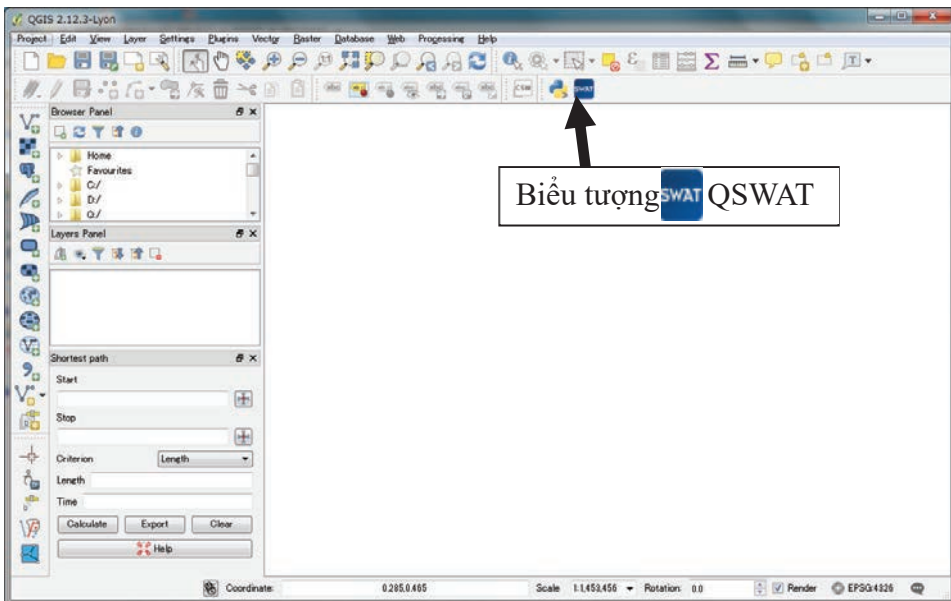 QGIS 2.12.3-Lyon
Project Edit View Layer Settings Plugins Vector Raster Database Web Processing Help
CSW
SWAT
Browser Panel
Home
Favourites
C:/
D:/
Q:/
Layers Panel
Biểu tượng SWAT QSWAT
Shortest path
Start
Stop
Criterion Length
Length
Time
Calculate Export Clear
Help
Coordinate: 0.285,0.465 Scale 1:1,453,456 Rotation: 0.0 Render EPSG:4326